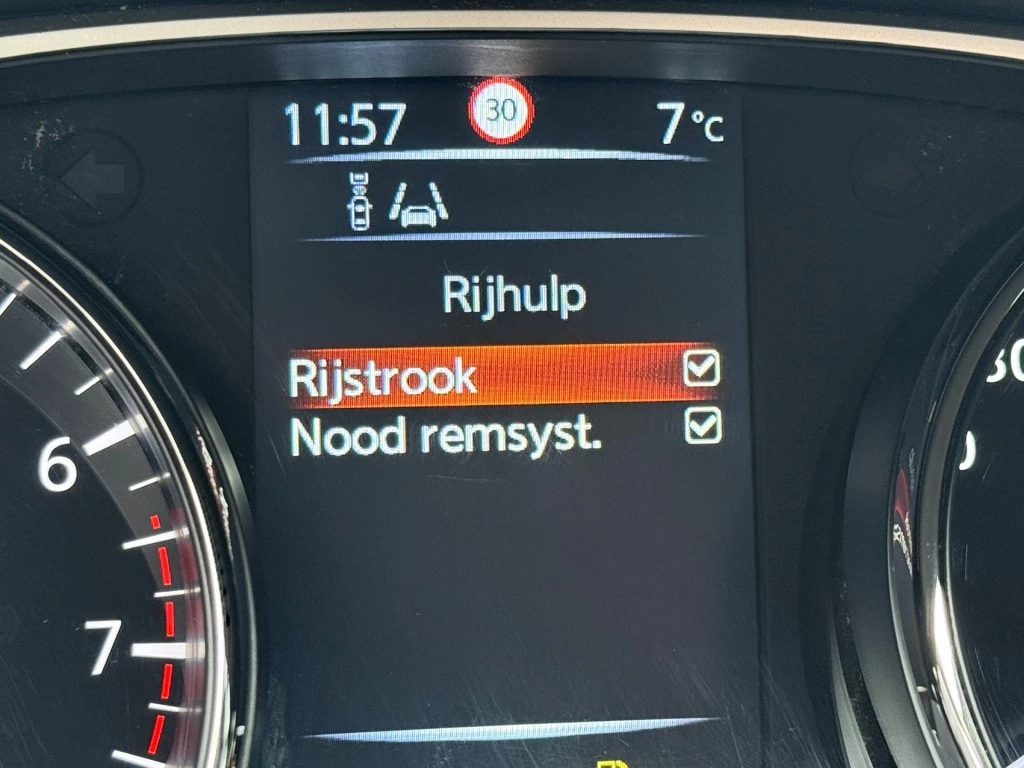 11:57 30 7°C
Rijhulp
Rijstrook
Nood remsyst.
6
7